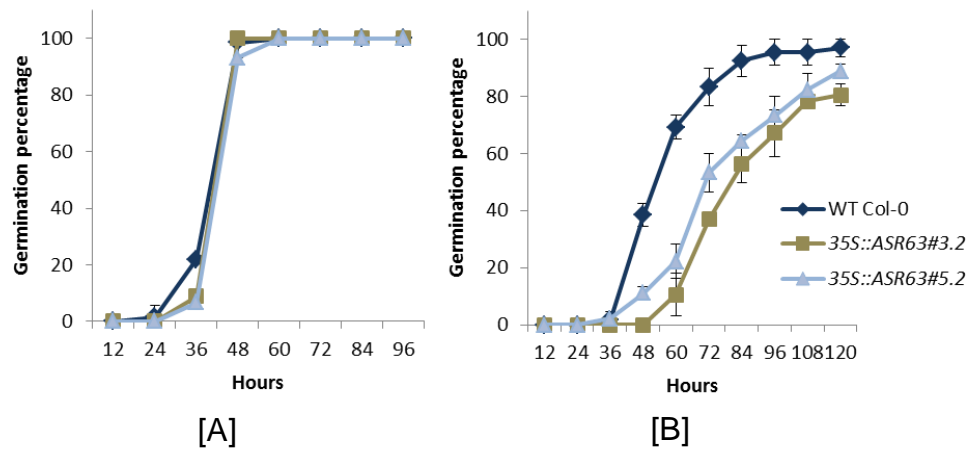 Germination percentage
100
80
60
40
20
0
12 24 36 48 60 72 84 96
Hours
[A]
Germination percentage
100
80
60
40
20
0
12 24 36 48 60 72 84 96 108 120
Hours
[B]
WT Col-0
35S::ASR63#3.2
35S::ASR63#5.2